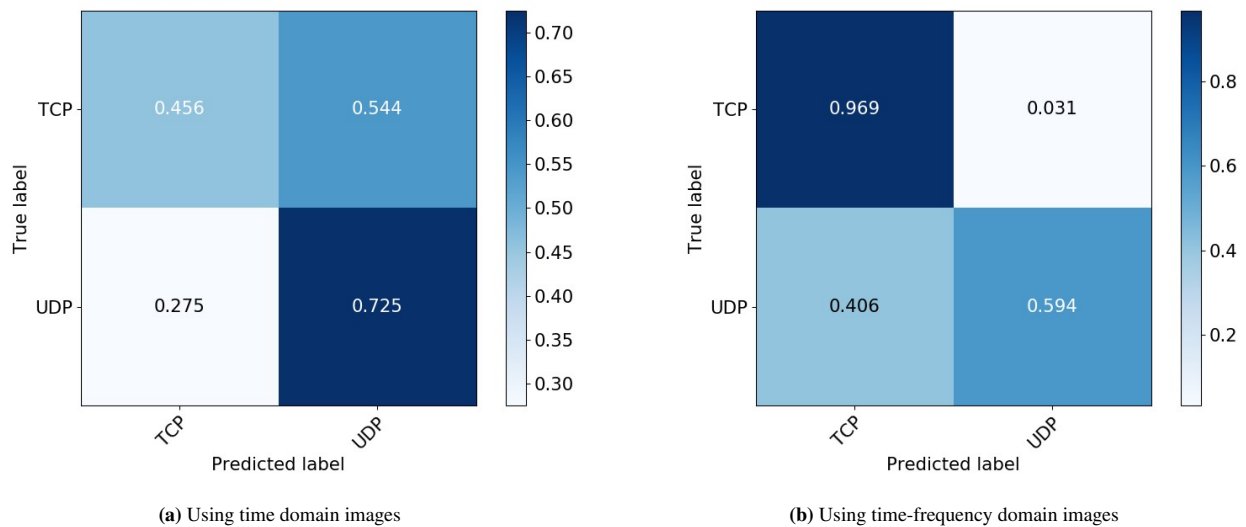 TCP
0.456
0.544
UDP
0.275
0.725
TCP
UDP
True label
Predicted label
0.70
0.65
0.60
0.55
0.50
0.45
0.40
0.35
0.30
(a) Using time domain images
TCP
0.969
0.031
UDP
0.406
0.594
TCP
UDP
True label
Predicted label
0.8
0.6
0.4
0.2
(b) Using time-frequency domain images